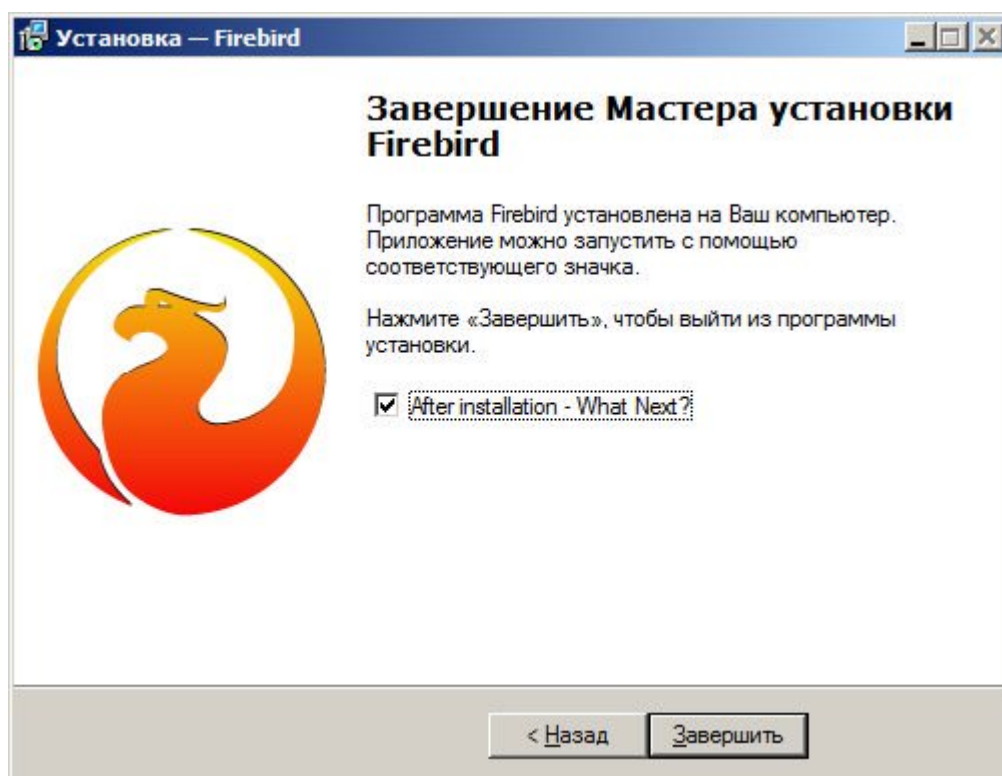 Установка — Firebird
Завершение Мастера установки
Firebird
Программа Firebird установлена на Ваш компьютер.
Приложение можно запустить с помощью
соответствующего значка.
Нажмите «Завершить», чтобы выйти из программы
установки.
After installation - What Next?
< Назад
Завершить